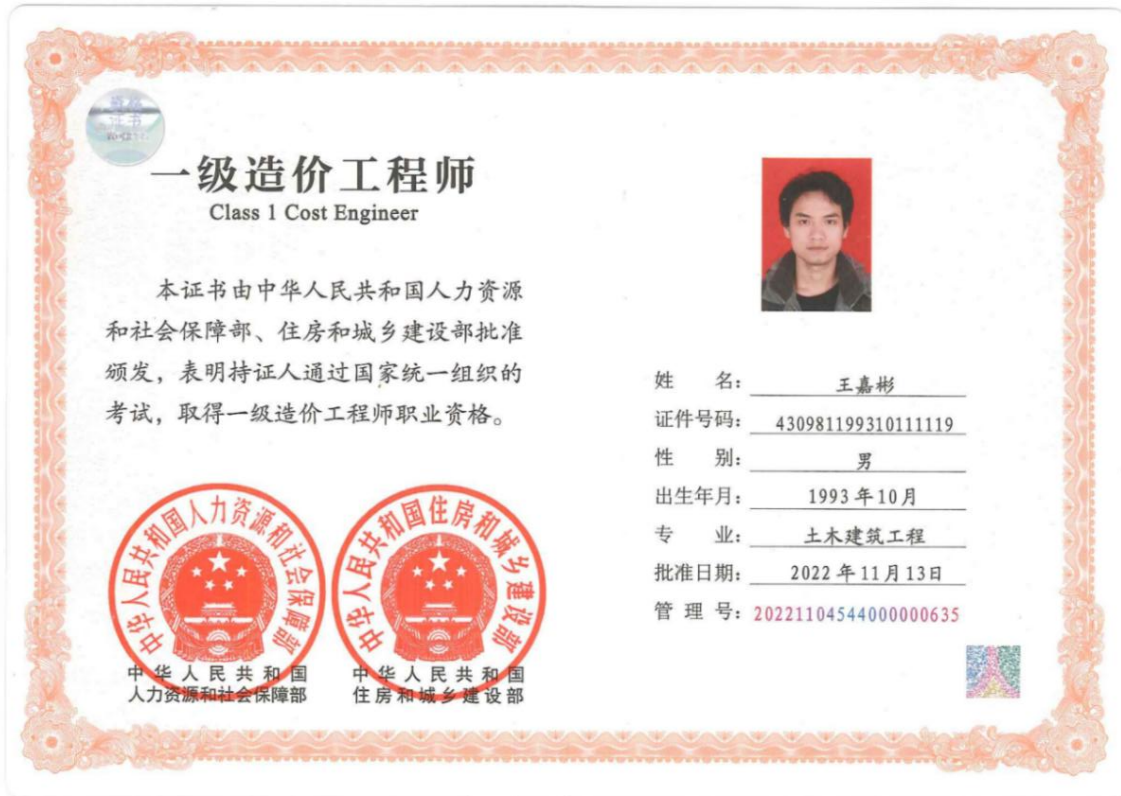 资格
证书
一级造价工程师
Class 1 Cost Engineer
本证书由中华人民共和国人力资源
和社会保障部、住房和城乡建设部批准
颁发，表明持证人通过国家统一组织的
考试，取得一级造价工程师职业资格。
中华人民共和国人力资源和社会保障部
中华人民共和国住房和城乡建设部
中华人民共和国
人力资源和社会保障部
中华人民共和国
住房和城乡建设部
姓 名：王嘉彬
证件号码：430981199310111119
性 别：男
出生年月：1993年10月
专 业：土木建筑工程
批准日期：2022年11月13日
管 理 号：20221104544000000635